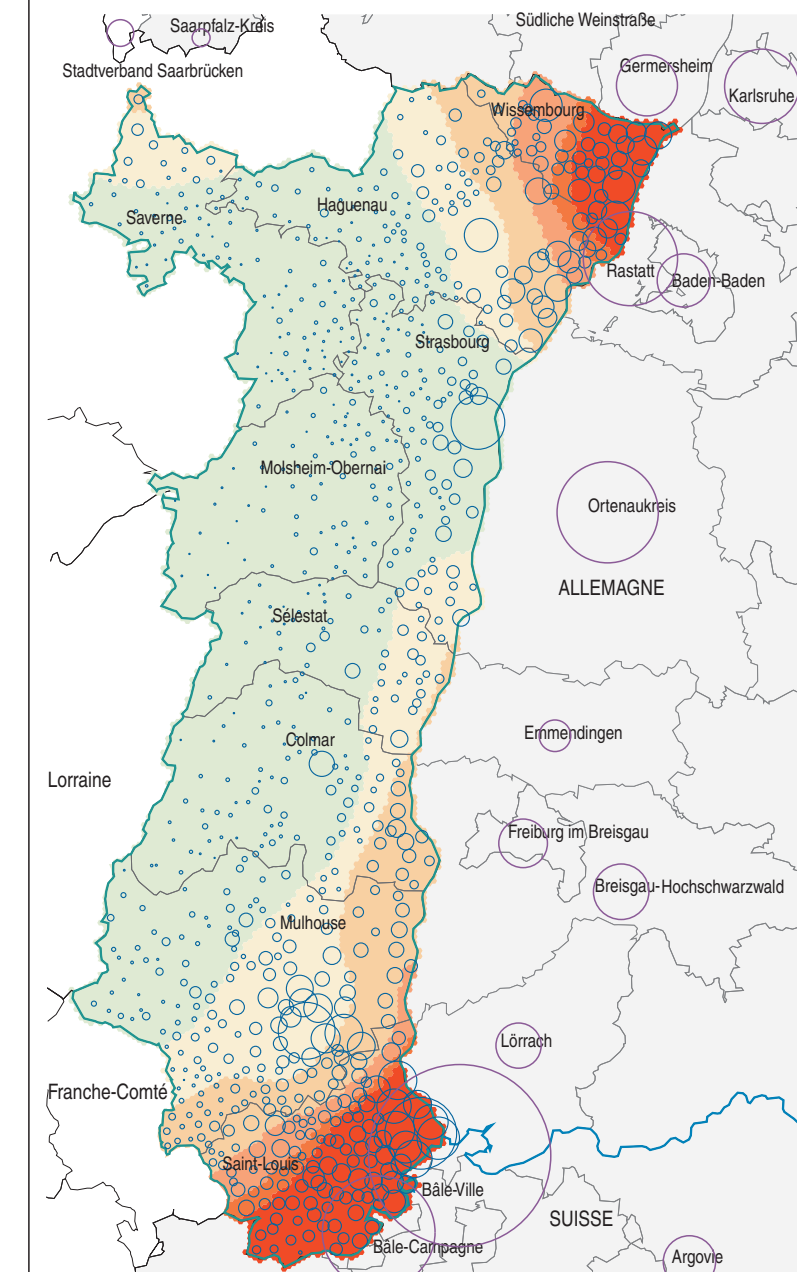 Südliche Weinstraße
Saarpfalz-Kreis
Stadtverband Saarbrücken
Germersheim
Karlsruhe
Wissembourg
Haguenau
Saverne
Rastatt
Baden-Baden
Strasbourg
Molsheim-Obernai
Ortenaukreis
ALLEMAGNE
Sélestat
Emmendingen
Colmar
Lorraine
Freiburg im Breisgau
Breisgau-Hochschwarzwald
Mulhouse
Lörrach
Franche-Comté
Saint-Louis
Bâle-Ville
SUISSE
Bâle-Campagne
Argovie